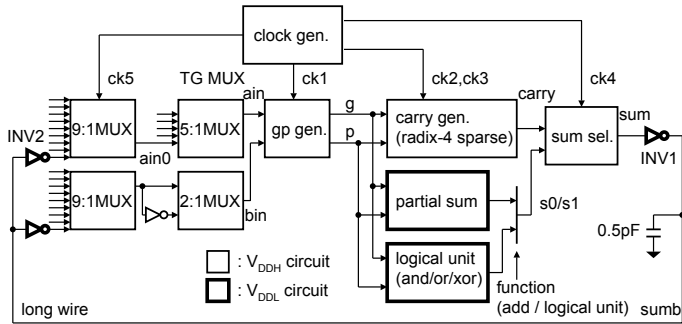 clock gen.
ck5
TG MUX
ain
ck1
ck2,ck3
carry
ck4
sum
INV2
9:1MUX
5:1MUX
gp gen.
g
p
carry gen.
(radix-4 sparse)
sum sel.
INV1
ain0
9:1MUX
2:1MUX
bin
partial sum
s0/s1
0.5pF
: VDDH circuit
: VDDL circuit
logical unit
(and/or/xor)
function
(add / logical unit)
long wire
sumb